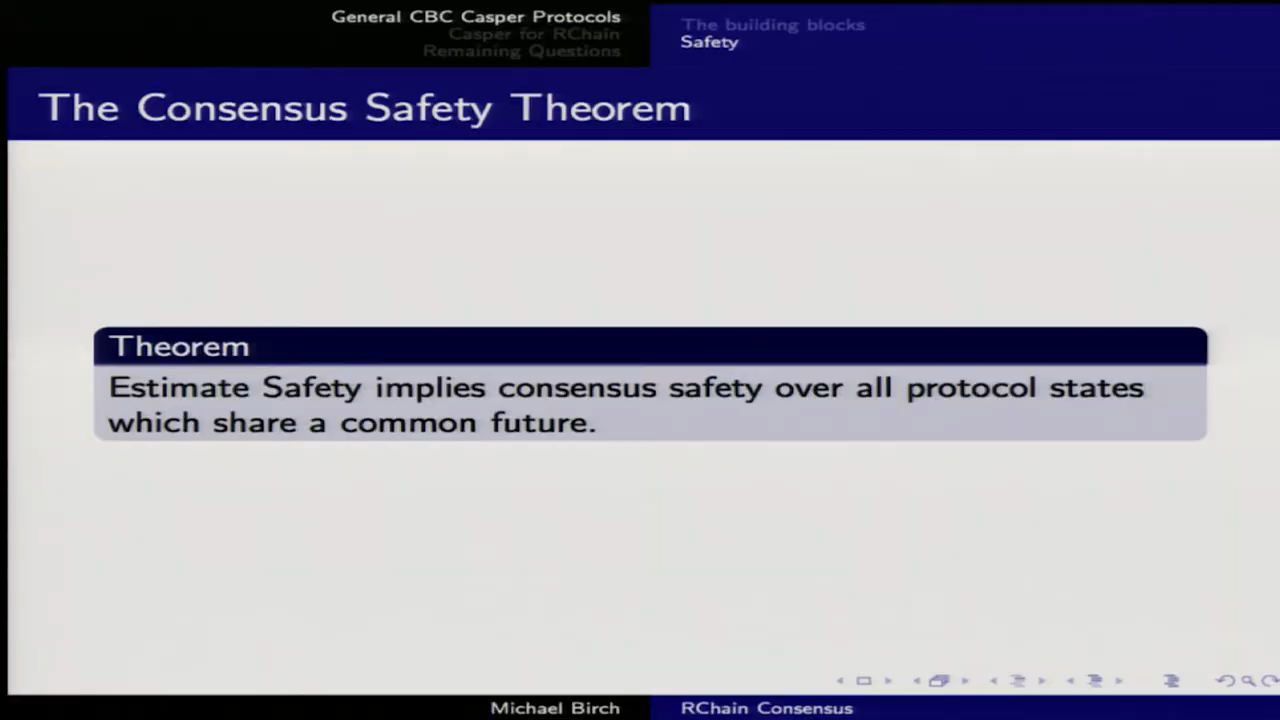 General CBC Casper Protocols
Casper for RChain
Remaining Questions
The building blocks
Safety
The Consensus Safety Theorem
Theorem
Estimate Safety implies consensus safety over all protocol states
which share a common future.
Michael Birch
RChain Consensus